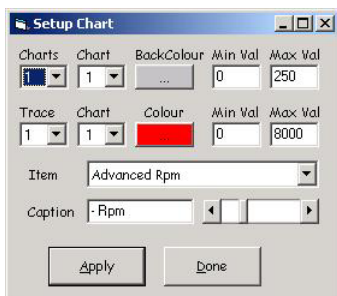 Setup Chart
Charts Chart BackColour Min Val Max Val
1 1 ... 0 250
Trace Chart Colour Min Val Max Val
1 1 ... 0 8000
Item Advanced Rpm
Caption - Rpm
Apply Done